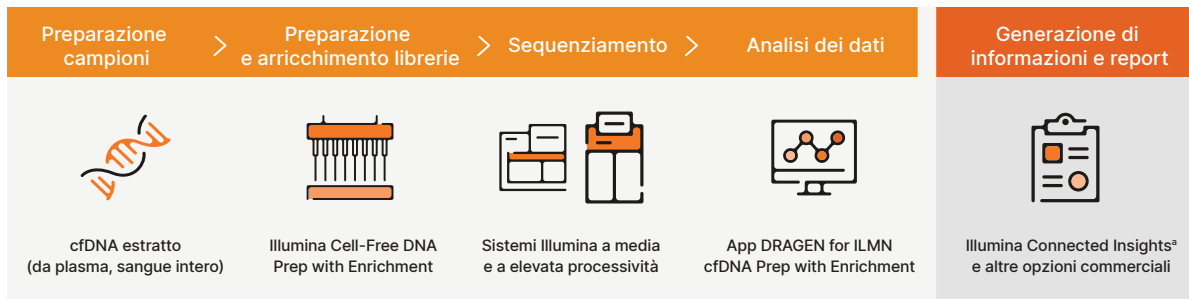 Preparazione
campioni
Preparazione
e arricchimento librerie
Sequenziamento
Analisi dei dati
Generazione di
informazioni e report
cfDNA estratto
(da plasma, sangue intero)
Illumina Cell-Free DNA
Prep with Enrichment
Sistemi Illumina a media
e a elevata processività
App DRAGEN for ILMN
cfDNA Prep with Enrichment
Illumina Connected Insightsª
e altre opzioni commerciali